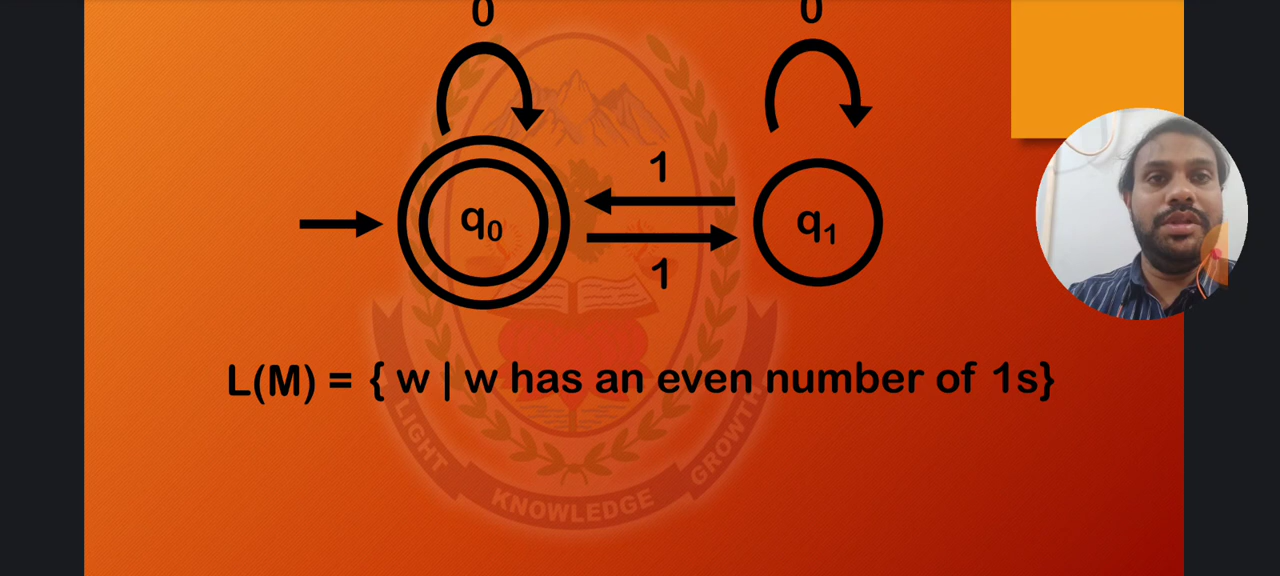 0 0
1
q₀ q₁
1
L(M) = { w | w has an even number of 1s}
LIGHT KNOWLEDGE GROWTH